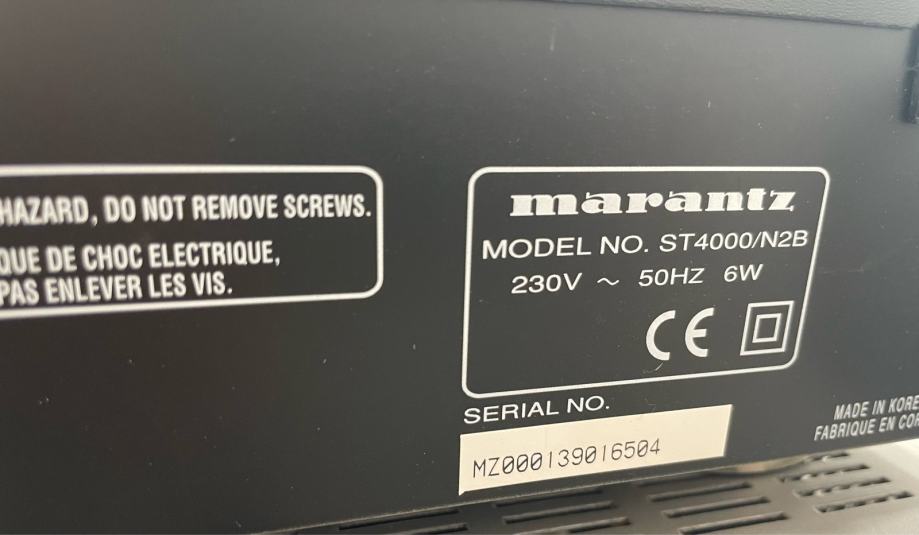 HAZARD, DO NOT REMOVE SCREWS.
QUE DE CHOC ELECTRIQUE,
PAS ENLEVER LES VIS.
marantz
MODEL NO. ST4000/N2B
230V ~ 50HZ 6W
CE
SERIAL NO.
MZ000139016504
MADE IN KORE
FABRIQUE EN COR